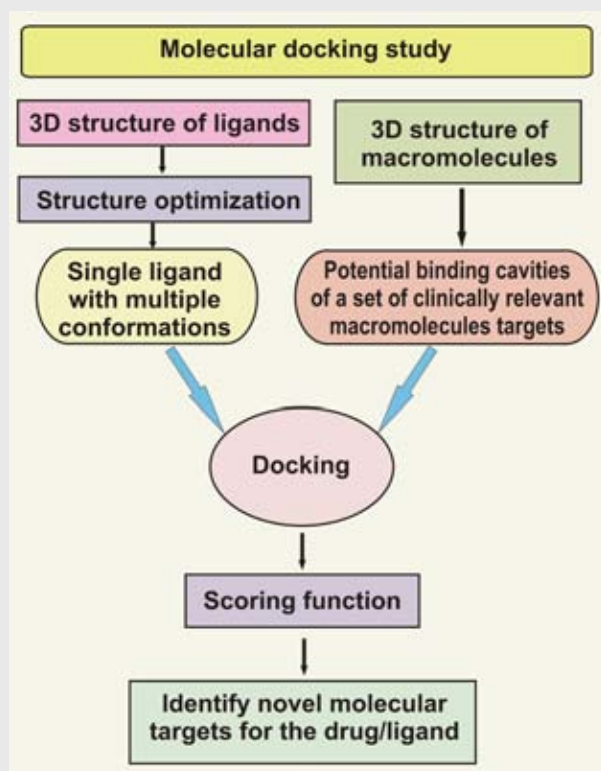 Molecular docking study
3D structure of ligands
Structure optimization
Single ligand
with multiple
conformations
3D structure of
macromolecules
Potential binding cavities
of a set of clinically relevant
macromolecules targets
Docking
Scoring function
Identify novel molecular
targets for the drug/ligand